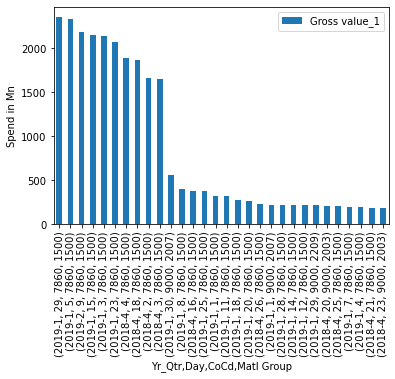 Gross value_1
Spend in Mn
2000
1500
1000
500
0
(2019-1, 29, 7860, 1500)
(2019-1, 5, 7860, 1500)
(2019-2, 9, 7860, 1500)
(2019-1, 15, 7860, 1500)
(2019-1, 3, 7860, 1500)
(2019-1, 23, 7860, 1500)
(2018-4, 4, 7860, 1500)
(2018-4, 18, 7860, 1500)
(2018-4, 2, 7860, 1500)
(2018-4, 3, 7860, 1500)
(2019-1, 30, 9000, 2007)
(2019-1, 9, 7860, 1500)
(2018-4, 16, 7860, 1500)
(2019-1, 25, 7860, 1500)
(2019-1, 1, 7860, 1500)
(2019-1, 11, 7860, 1500)
(2019-1, 18, 7860, 1500)
(2019-1, 20, 7860, 1500)
(2018-4, 26, 7860, 1500)
(2019-1, 1, 9000, 2007)
(2019-1, 28, 7860, 1500)
(2019-1, 14, 7860, 1500)
(2019-1, 12, 7860, 1500)
(2019-1, 29, 9000, 2209)
(2018-4, 20, 9000, 2003)
(2018-4, 25, 7860, 1500)
(2019-1, 7, 7860, 1500)
(2019-1, 4, 7860, 1500)
(2018-4, 21, 7860, 1500)
(2018-4, 23, 9000, 2003)
Yr_Qtr,Day,CoCd,Matl Group